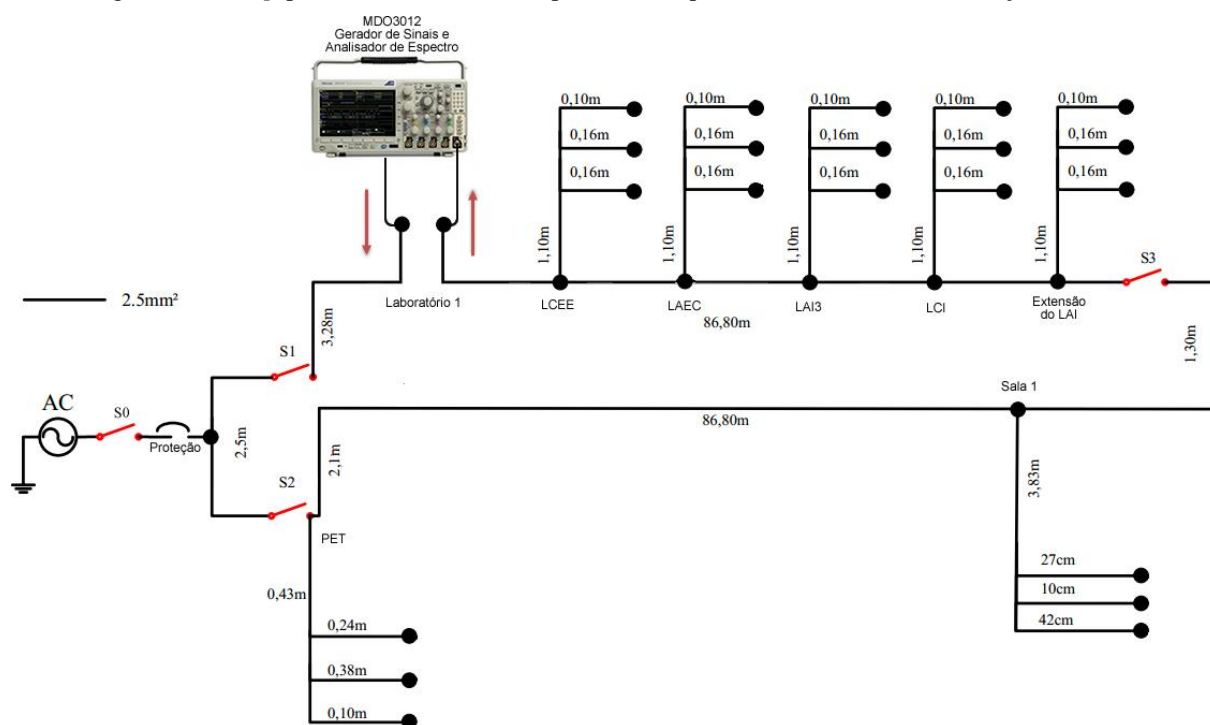 MDO3012
Gerador de Sinais e
Analisador de Espectro
0,10m
0,16m
0,16m
1,10m
0,10m
0,16m
0,16m
1,10m
0,10m
0,16m
0,16m
1,10m
0,10m
0,16m
0,16m
1,10m
0,10m
0,16m
0,16m
1,10m
S3
2.5mm²
Laboratório 1
LCEE
LAEC
LAI3
LCI
Extensão
do LAI
86,80m
3,28m
1,30m
S1
Sala 1
AC
S0
Proteção
2,5m
2,1m
86,80m
S2
3,83m
PET
0,43m
27cm
10cm
42cm
0,24m
0,38m
0,10m